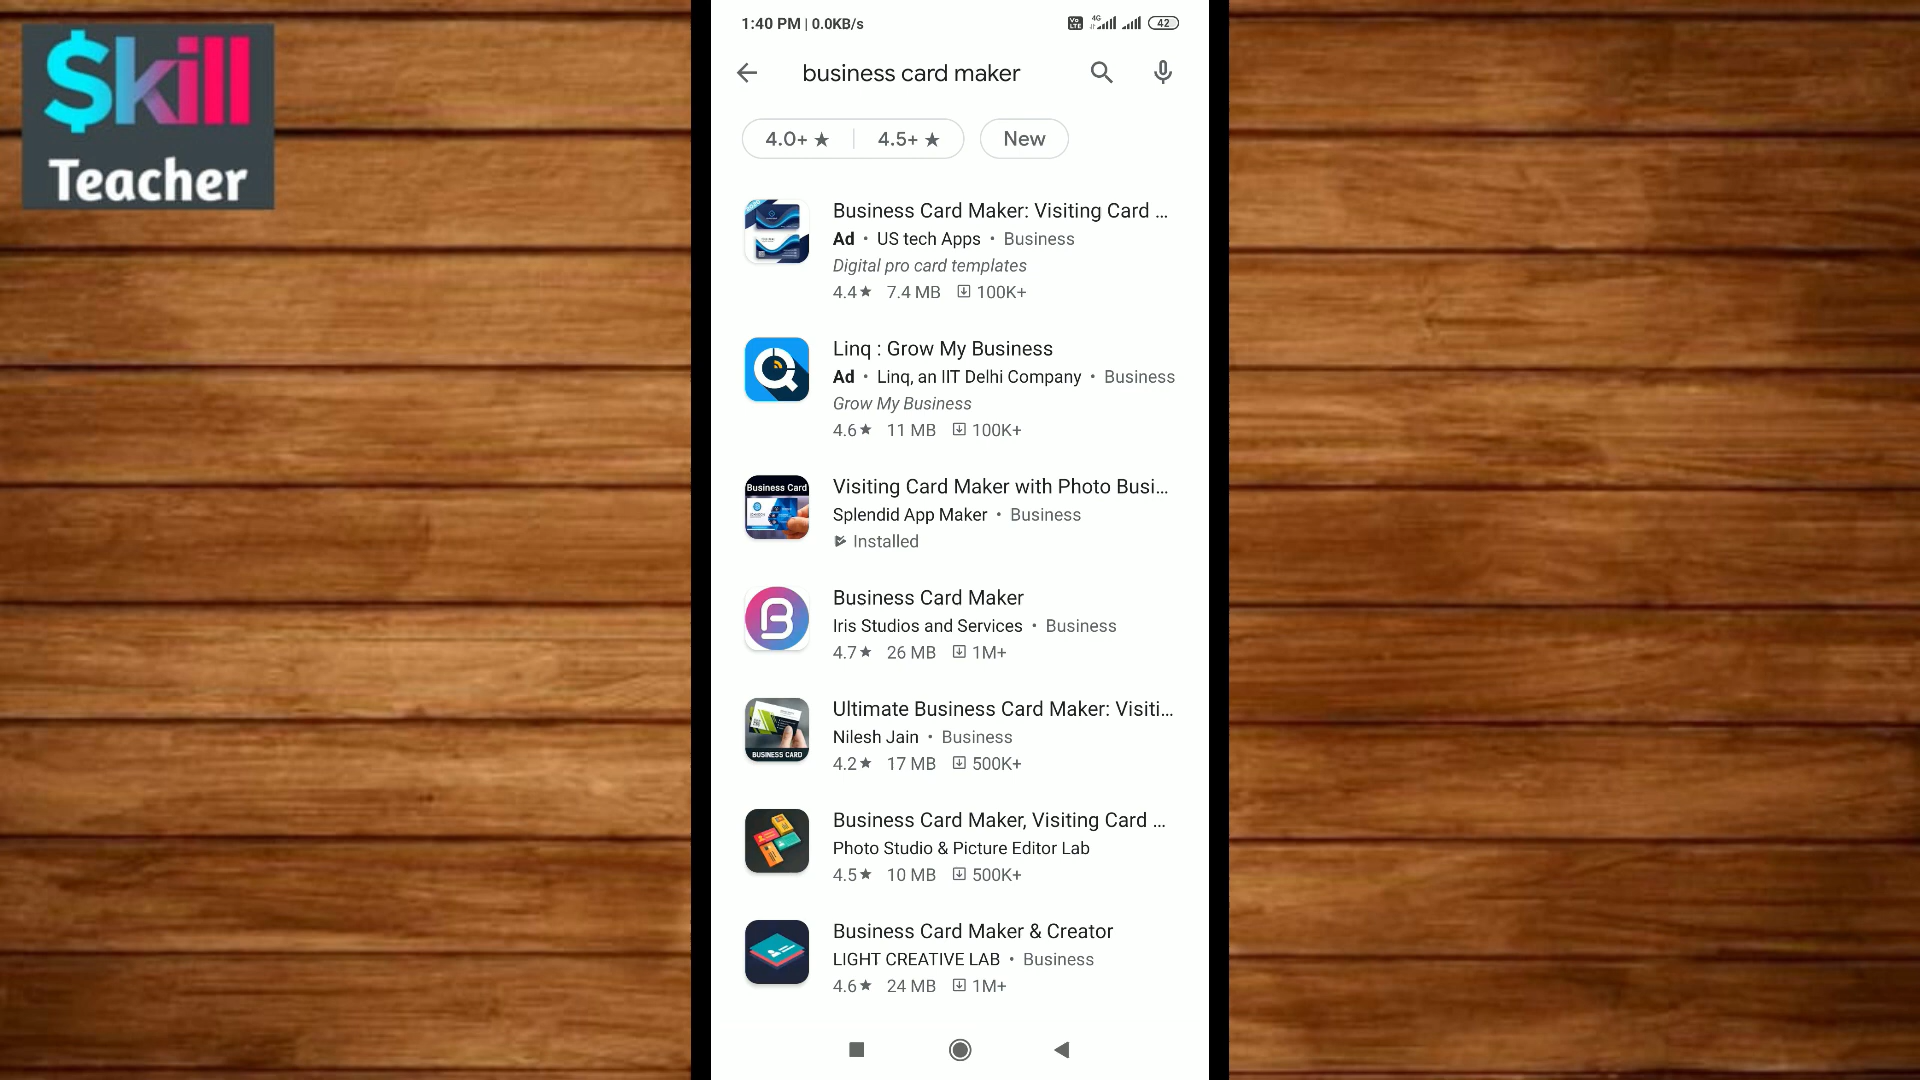 $kill
Teacher
1:40 PM | 0.0KB/s
Vo LTE 4G 42
business card maker
4.0+ ★ 4.5+ ★ New
Business Card Maker: Visiting Card ...
Ad • US tech Apps • Business
Digital pro card templates
4.4★ 7.4 MB 100K+
Linq : Grow My Business
Ad • Linq, an IIT Delhi Company • Business
Grow My Business
4.6★ 11 MB 100K+
Business Card
Visiting Card Maker with Photo Busi...
Splendid App Maker • Business
Installed
B
Business Card Maker
Iris Studios and Services • Business
4.7★ 26 MB 1M+
Ultimate Business Card Maker: Visiti...
Nilesh Jain • Business
4.2★ 17 MB 500K+
BUSINESS CARD
Business Card Maker, Visiting Card ...
Photo Studio & Picture Editor Lab
4.5★ 10 MB 500K+
Business Card Maker & Creator
LIGHT CREATIVE LAB • Business
4.6★ 24 MB 1M+